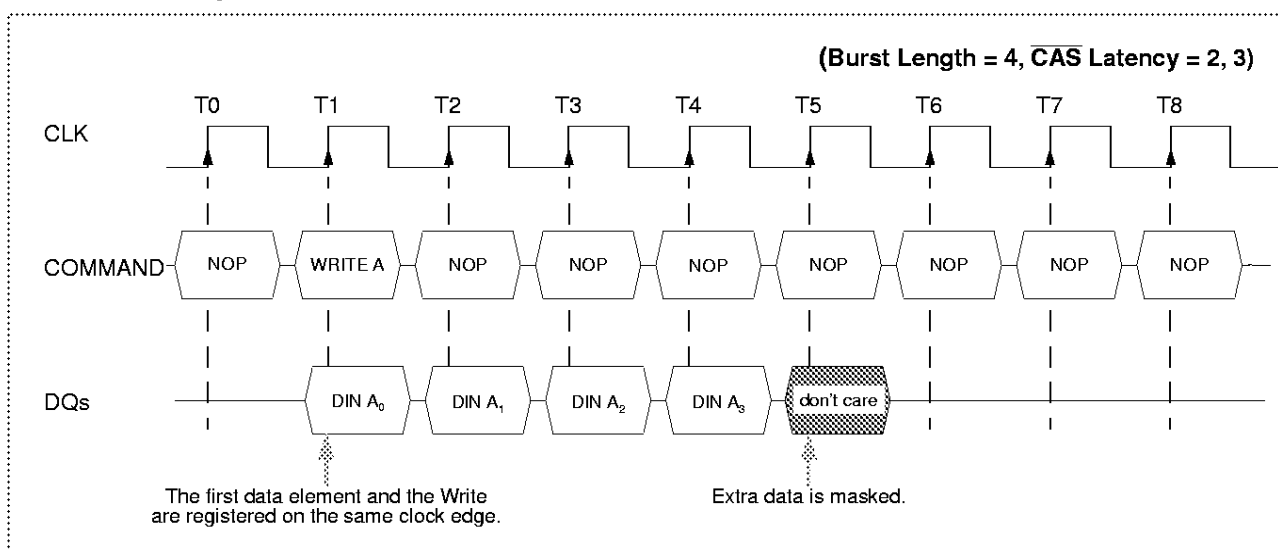 (Burst Length = 4, CAS Latency = 2, 3)
T0 T1 T2 T3 T4 T5 T6 T7 T8
CLK
COMMAND NOP WRITE A NOP NOP NOP NOP NOP NOP NOP
DQs DIN A₀ DIN A₁ DIN A₂ DIN A₃ don't care
The first data element and the Write
are registered on the same clock edge.
Extra data is masked.